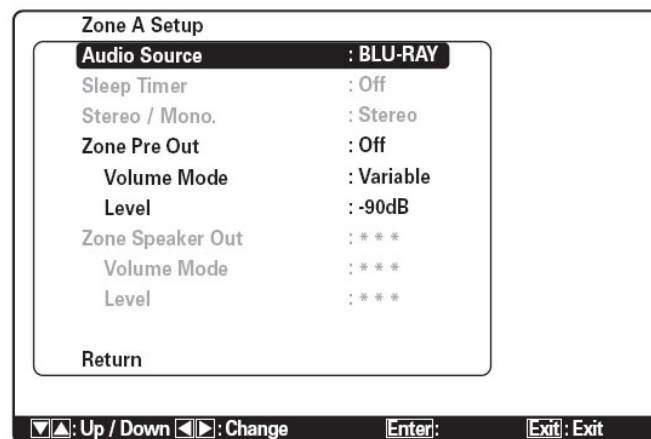 Zone A Setup
Audio Source : BLU-RAY
Sleep Timer : Off
Stereo / Mono. : Stereo
Zone Pre Out : Off
Volume Mode : Variable
Level : -90dB
Zone Speaker Out : * * *
Volume Mode : * * *
Level : * * *
Return
▼▲: Up / Down ◀▶: Change Enter: Exit: Exit